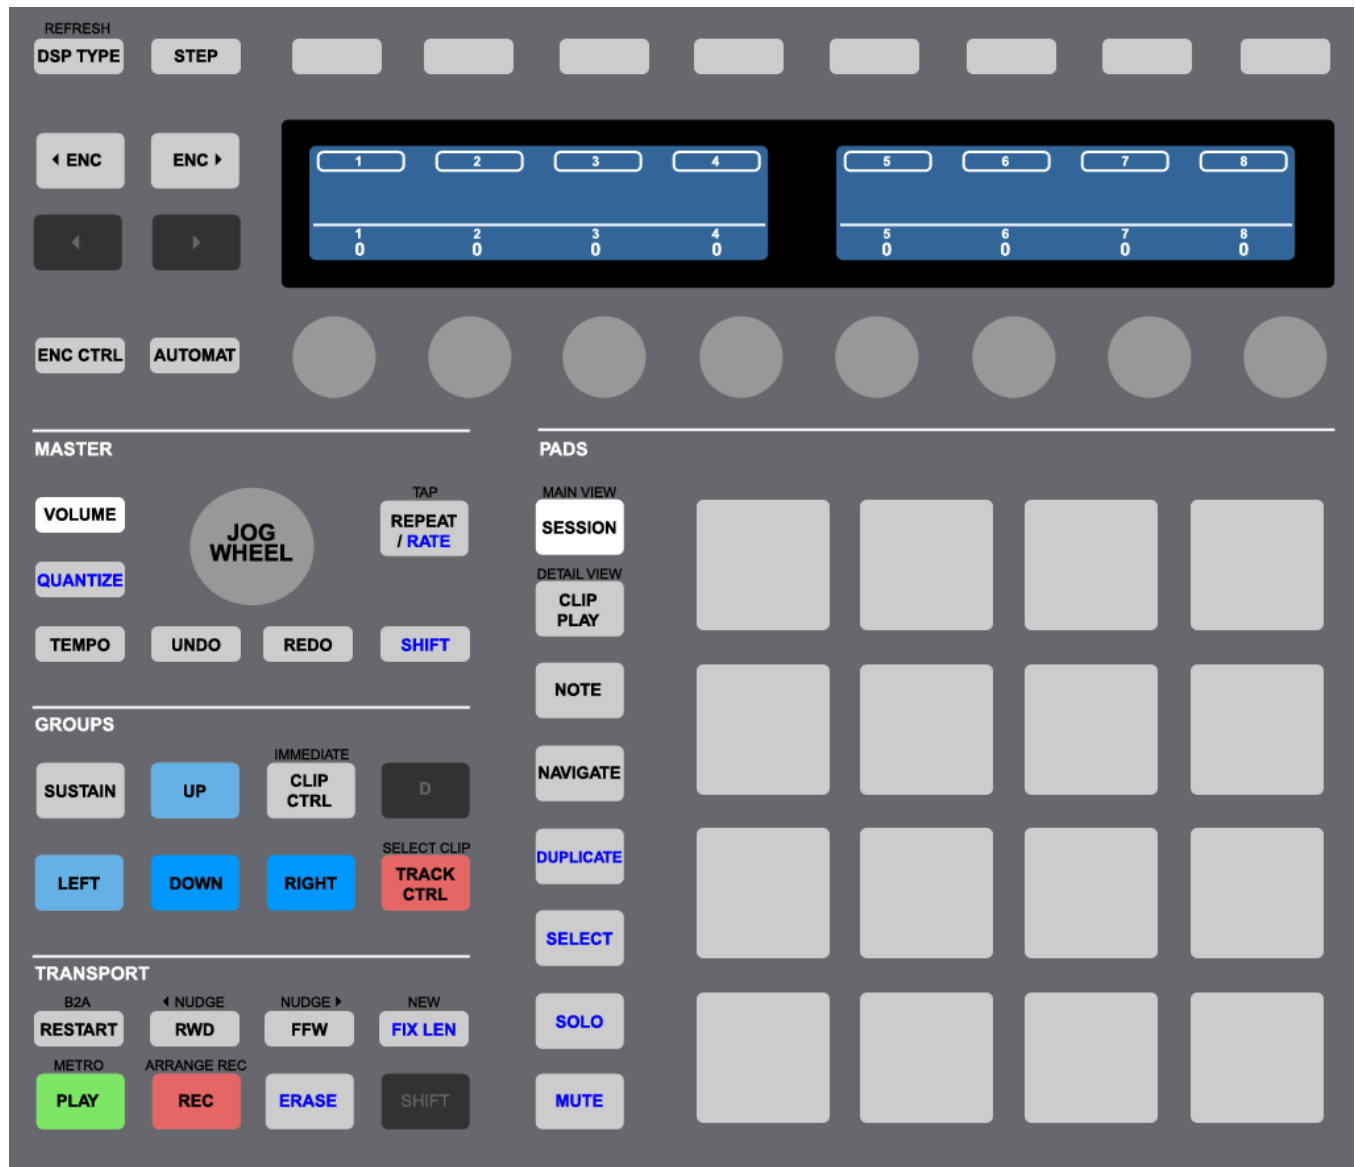 REFRESH
DSP TYPE
STEP
ENC
ENC
1 2 3 4 5 6 7 8
1 2 3 4 5 6 7 8
0 0 0 0 0 0 0 0
ENC CTRL
AUTOMAT
MASTER
VOLUME
JOG
WHEEL
TAP
REPEAT
/ RATE
QUANTIZE
TEMPO
UNDO
REDO
SHIFT
GROUPS
SUSTAIN
UP
IMMEDIATE
CLIP
CTRL
D
LEFT
DOWN
RIGHT
SELECT CLIP
TRACK
CTRL
TRANSPORT
B2A
RESTART
NUDGE
RWD
NUDGE
FFW
NEW
FIX LEN
METRO
PLAY
ARRANGE REC
REC
ERASE
SHIFT
PADS
MAIN VIEW
SESSION
DETAIL VIEW
CLIP
PLAY
NOTE
NAVIGATE
DUPLICATE
SELECT
SOLO
MUTE